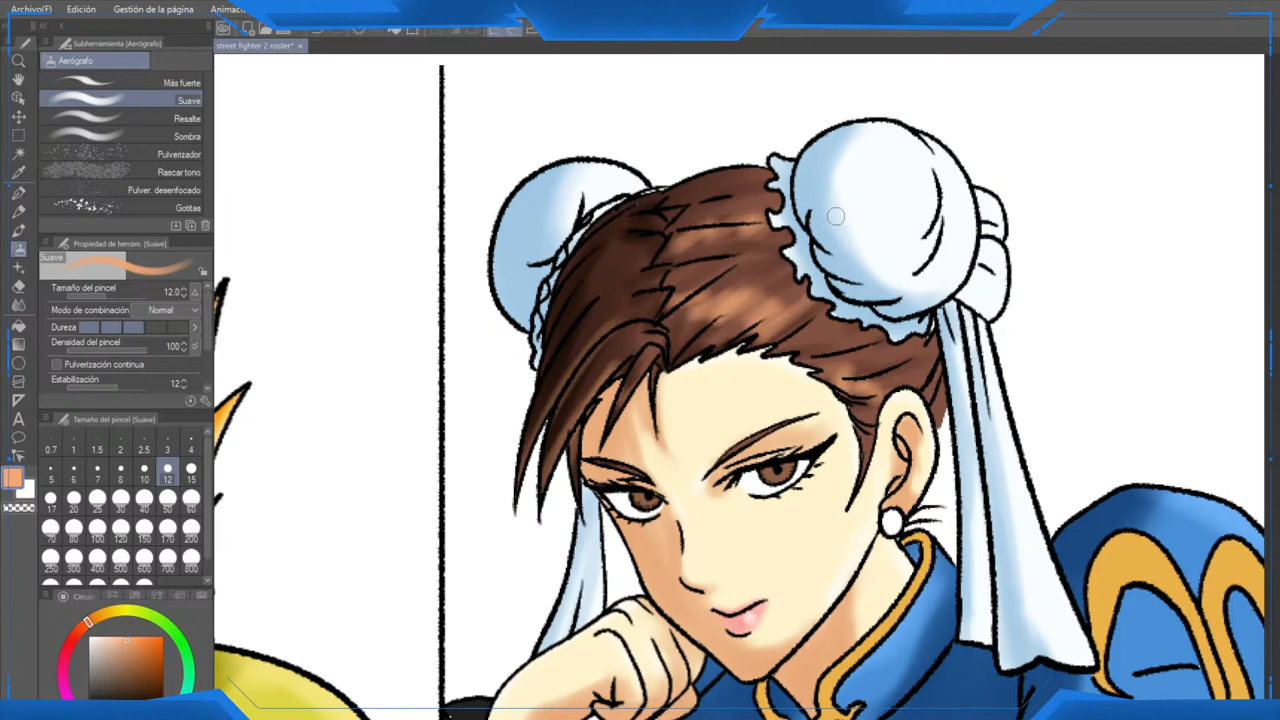 Archivo(F) Edición Gestión de la página Animació
street fighter 2 roster*
Subherramienta [Aerógrafo]
Aerógrafo
Más fuerte
Suave
Resalte
Sombra
Pulverizador
Rascar tono
Pulver. desenfocado
Gotitas
Propiedad de herram. [Suave]
Suave
Tamaño del pincel 12.0
Modo de combinación Normal
Dureza
Densidad del pincel 100
Pulverización continua
Estabilización 12
Tamaño del pincel [Suave]
0.7 1 1.5 2 3 4
5 7 8 10 12 15
17 20 25 30 40 50 60
70 80 100 120 150 170 200
250 300 400 500 600 700 800
Círculo